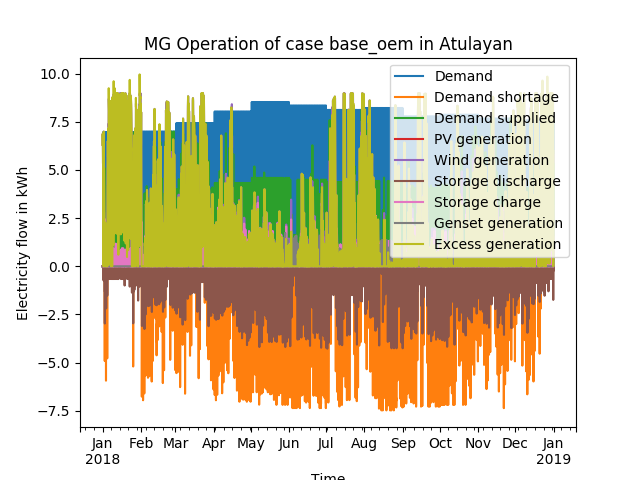 MG Operation of case base_oem in Atulayan
Electricity flow in kWh
10.0
7.5
5.0
2.5
0.0
−2.5
−5.0
−7.5
Demand
Demand shortage
Demand supplied
PV generation
Wind generation
Storage discharge
Storage charge
Genset generation
Excess generation
Jan Feb Mar Apr May Jun Jul Aug Sep Oct Nov Dec Jan
2018 2019
Time